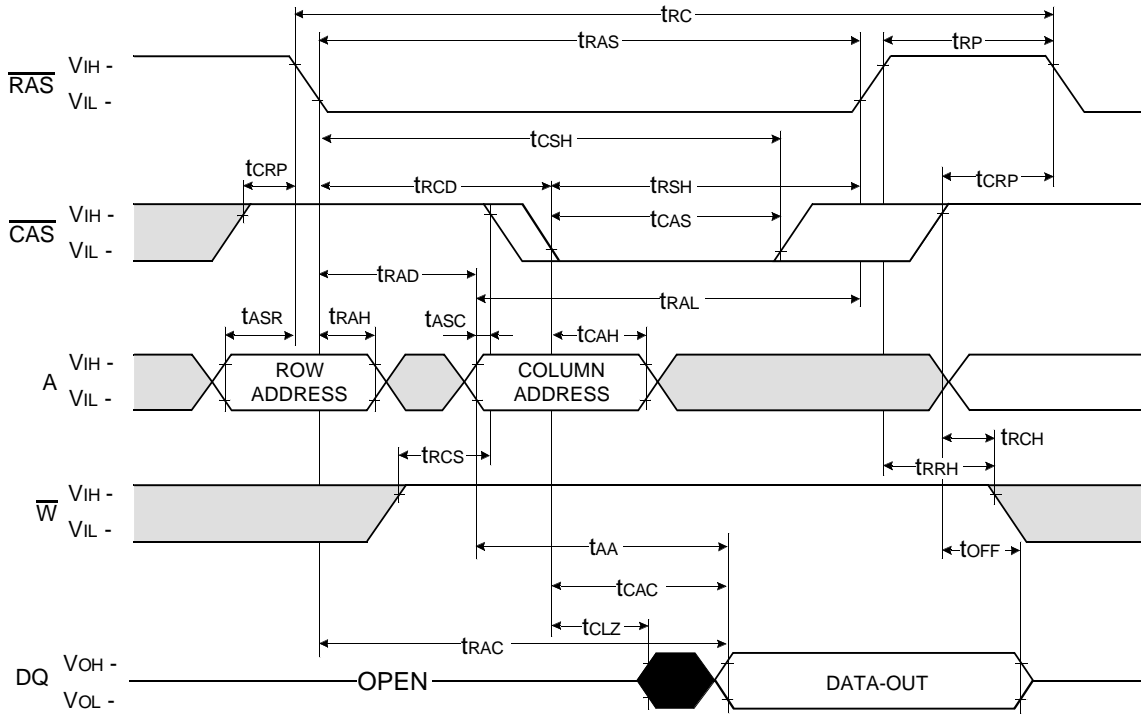 tRC
tRAS
tRP
RAS
VIH -
VIL -
tCSH
tCRP
tRCD
tRSH
tCRP
CAS
VIH -
VIL -
tCAS
tRAD
tRAL
tASR
tRAH
tASC
tCAH
A
VIH -
VIL -
ROW
ADDRESS
COLUMN
ADDRESS
tRCH
tRCS
tRRH
W
VIH -
VIL -
tAA
tOFF
tCAC
tCLZ
tRAC
DQ
VOH -
VOL -
OPEN
DATA-OUT